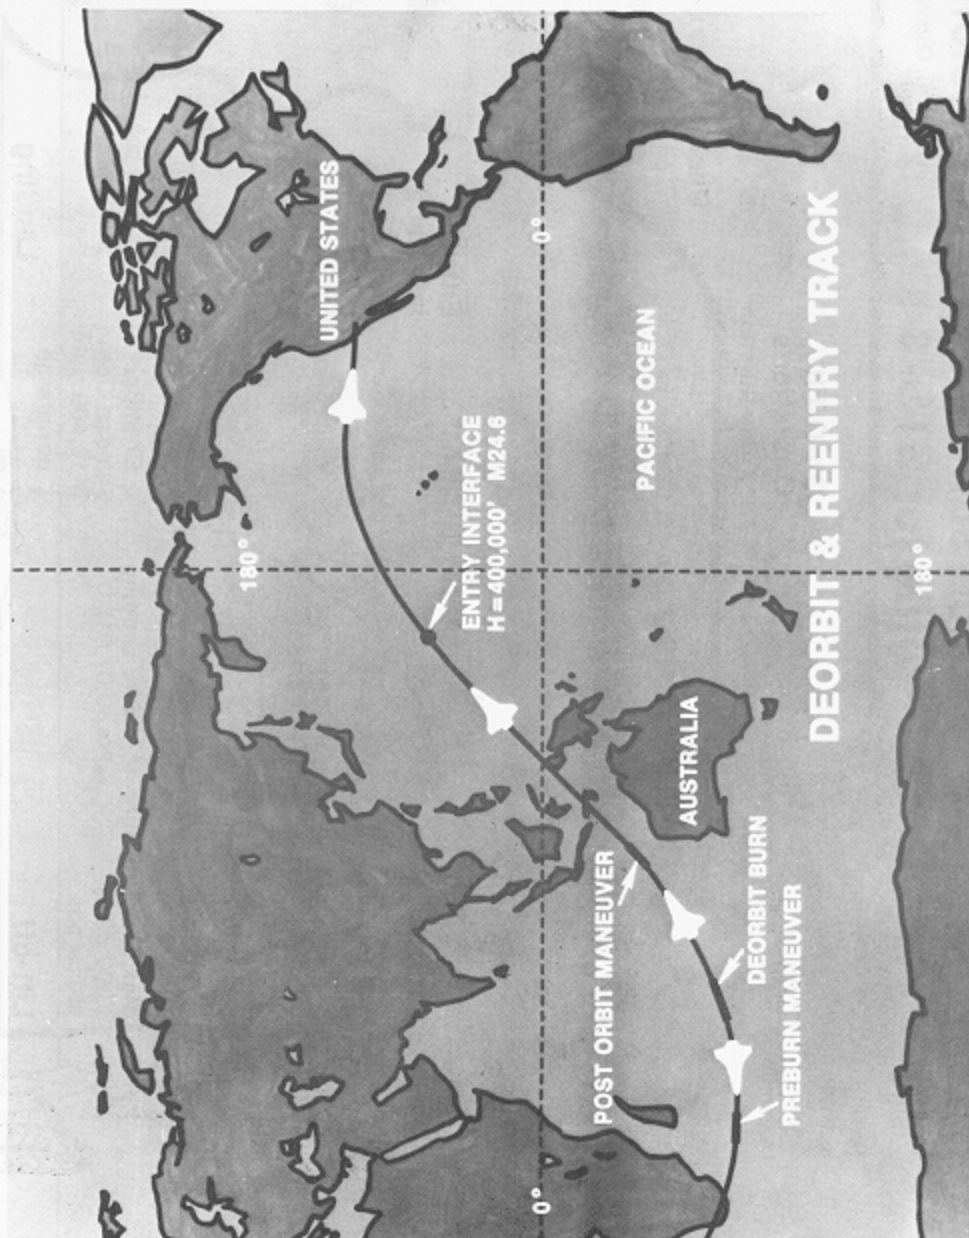 180°
UNITED STATES
0°
ENTRY INTERFACE
H=400,000' M24.6
0°
PACIFIC OCEAN
POST ORBIT MANEUVER
AUSTRALIA
DEORBIT BURN
PREBURN MANEUVER
DEORBIT & REENTRY TRACK
180°